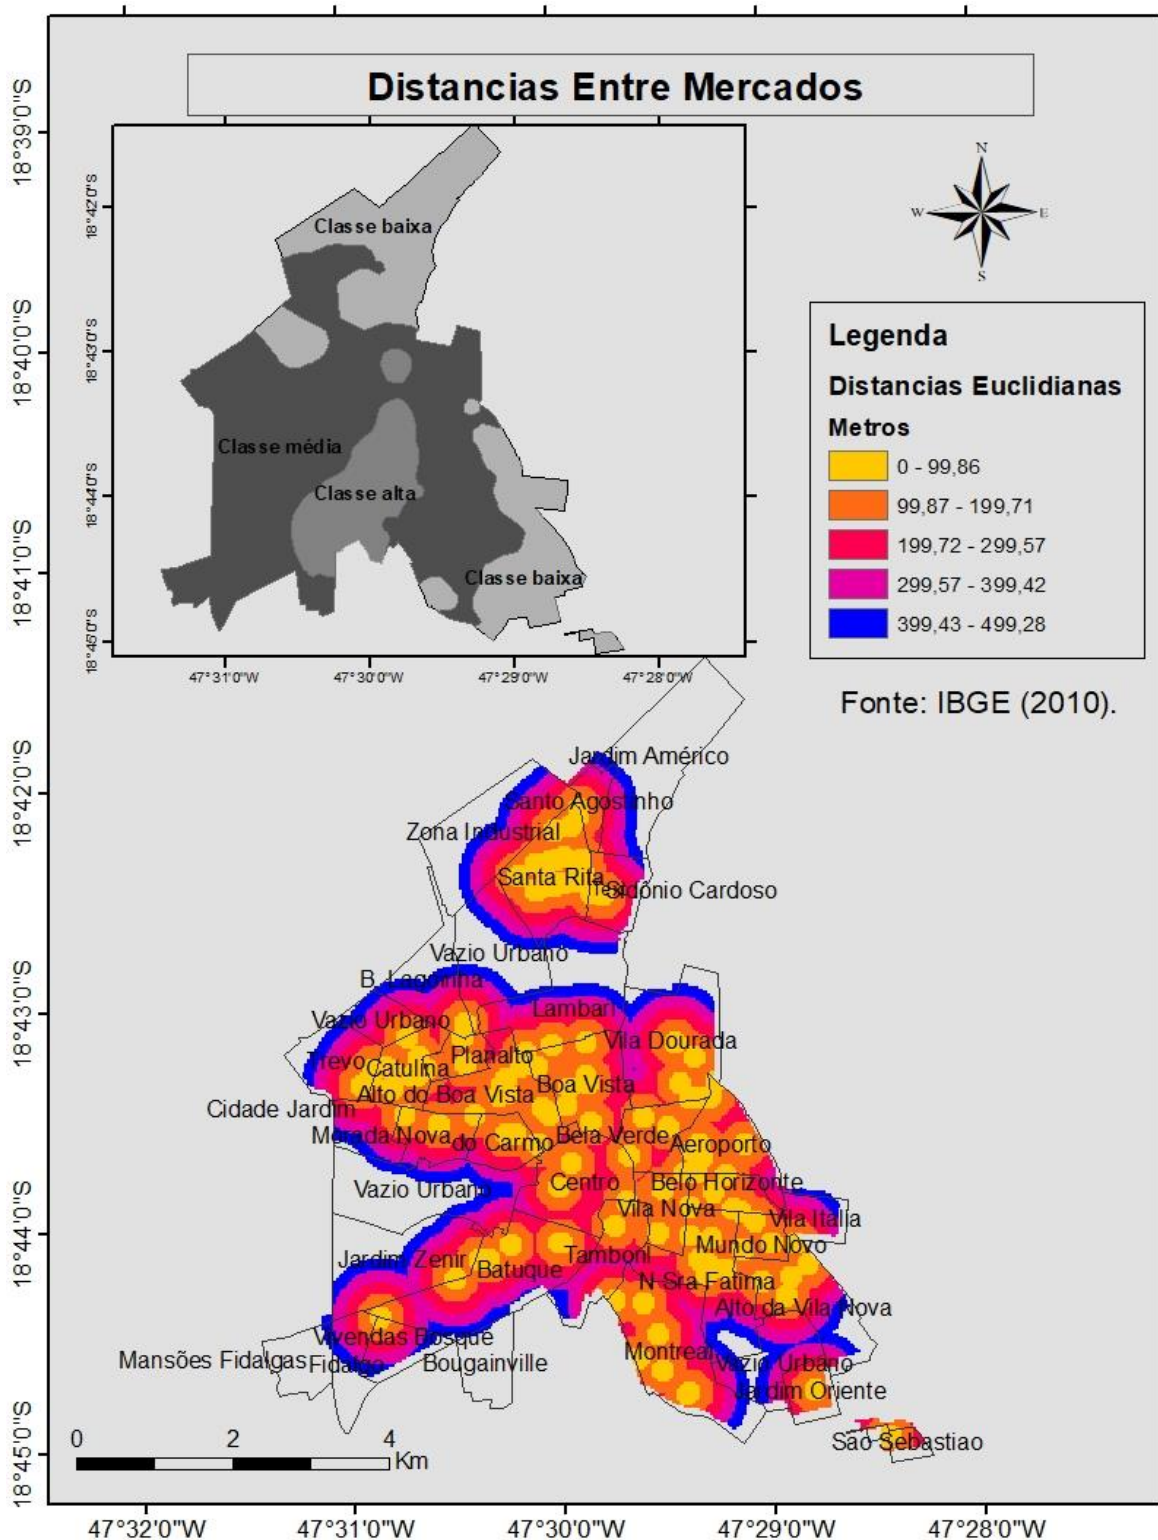 Distancias Entre Mercados
18°39'0"S
18°40'0"S
18°41'0"S
18°42'0"S
18°43'0"S
18°44'0"S
18°45'0"S
18°42'0"S
18°43'0"S
18°44'0"S
18°45'0"S
Classe baixa
Classe média
Classe alta
Classe baixa
47°31'0"W
47°30'0"W
47°29'0"W
47°28'0"W
N
W
E
S
Legenda
Distancias Euclidianas
Metros
0 - 99,86
99,87 - 199,71
199,72 - 299,57
299,57 - 399,42
399,43 - 499,28
Fonte: IBGE (2010).
Jardim Américo
Santo Agostinho
Zona Industrial
Santa Rita
Sidônio Cardoso
Vazio Urbano
B. Lagoinha
Lambari
Vazio Urbano
Vila Dourada
Trevo
Catulina
Planalto
Boa Vista
Alto do Boa Vista
Cidade Jardim
Morada Nova
do Carmo
Bela Verde
Aeroporto
Vazio Urbano
Centro
Belo Horizonte
Vila Nova
Vila Italia
Jardim Zenir
Batuque
Tamboril
Mundo Novo
N Sra Fatima
Alto da Vila Nova
Vivendas Bosque
Mansões Fidalgas
Fidalgo
Bougainville
Montreal
Vazio Urbano
Jardim Oriente
Sao Sebastiao
0
2
4
Km
47°32'0"W
47°31'0"W
47°30'0"W
47°29'0"W
47°28'0"W